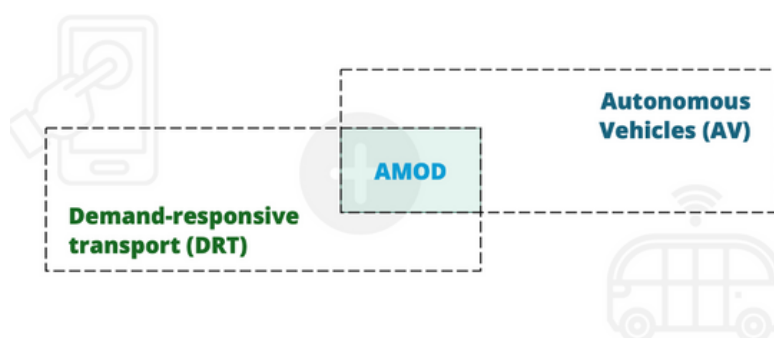 Autonomous
Vehicles (AV)
AMOD
Demand-responsive
transport (DRT)